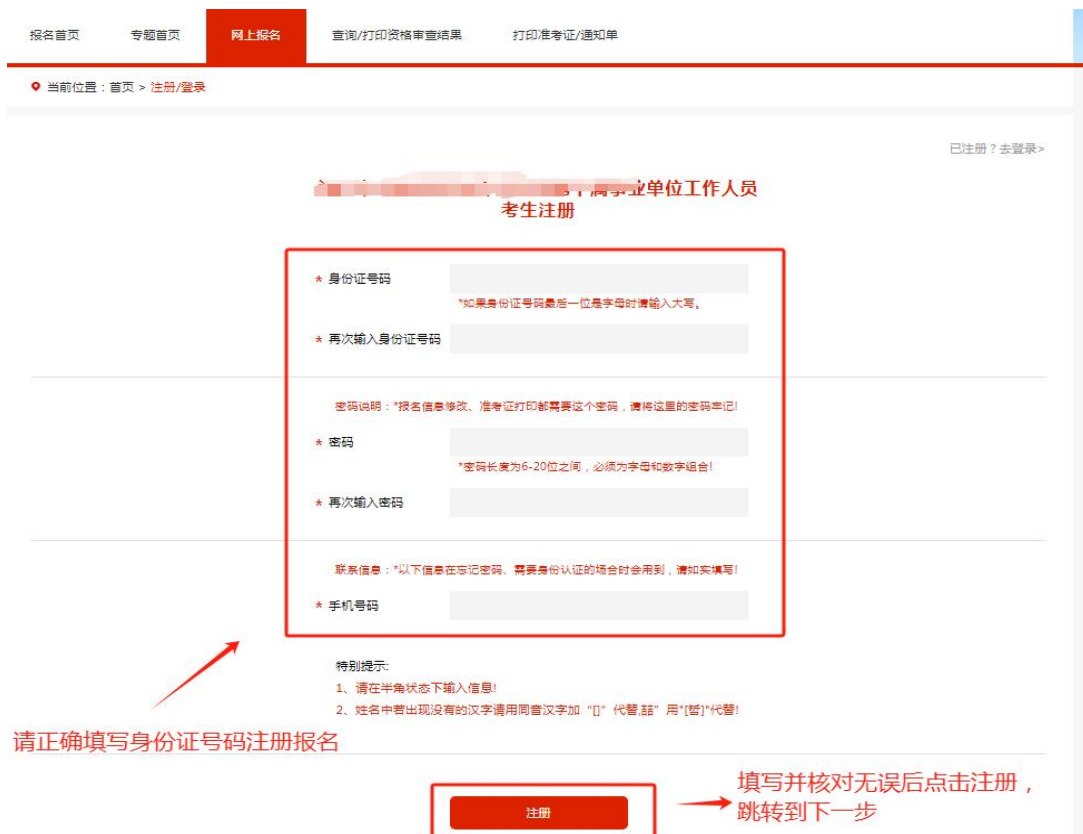 报名首页 专题首页 网上报名 查询/打印资格审查结果 打印准考证/通知单
当前位置：首页 > 注册/登录
已注册？去登录>
下属事业单位工作人员
考生注册
* 身份证号码
*如果身份证号码最后一位是字母时请输入大写。
* 再次输入身份证号码
密码说明：*报名信息修改、准考证打印都需要这个密码，请将这里的密码牢记!
* 密码
*密码长度为6-20位之间，必须为字母和数字组合!
* 再次输入密码
联系信息：*以下信息在忘记密码、需要身份认证的场合时会用到，请如实填写!
* 手机号码
特别提示:
1、请在半角状态下输入信息!
2、姓名中若出现没有的汉字请用同音汉字加“[]”代替,喆”用"[哲]"代替!
请正确填写身份证号码注册报名
填写并核对无误后点击注册，
跳转到下一步
注册